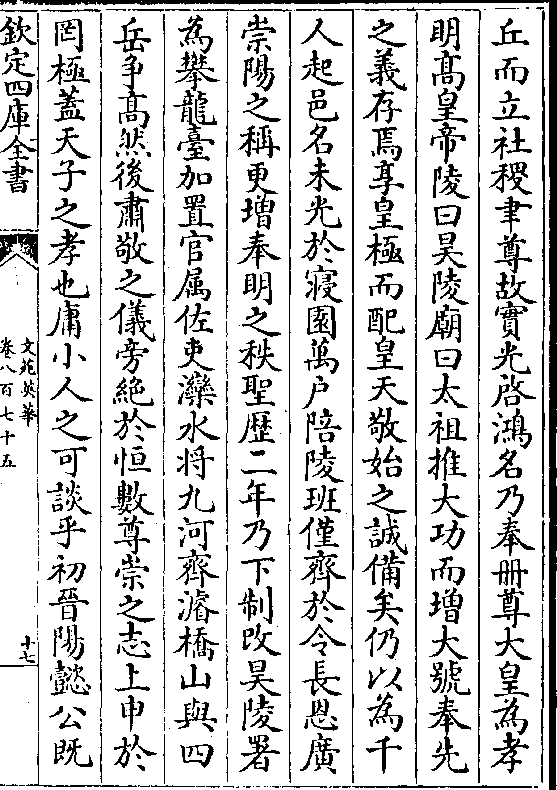 丘而立社稷聿尊故實光啓鴻名乃奉冊尊大皇為孝
明髙皇帝陵曰昊陵廟曰太祖推大功而増大號奉先
之義存焉享皇極而配皇天敬始之誠備矣仍以為千
人起邑名未光於寢園萬户陪陵班僅齊於令長恩廣
崇陽之稱更増奉明之秩聖歴二年乃下制改昊陵署
為攀龍臺加置官属佐吏灤水将九河齊濬橋山與四
岳争髙然後肅敬之儀旁絶於恒數尊崇之志上申於
罔極蓋天子之孝也庸小人之可談乎初晉陽懿公既
欽定四庫全書
文苑英華
卷八百七十五
十七